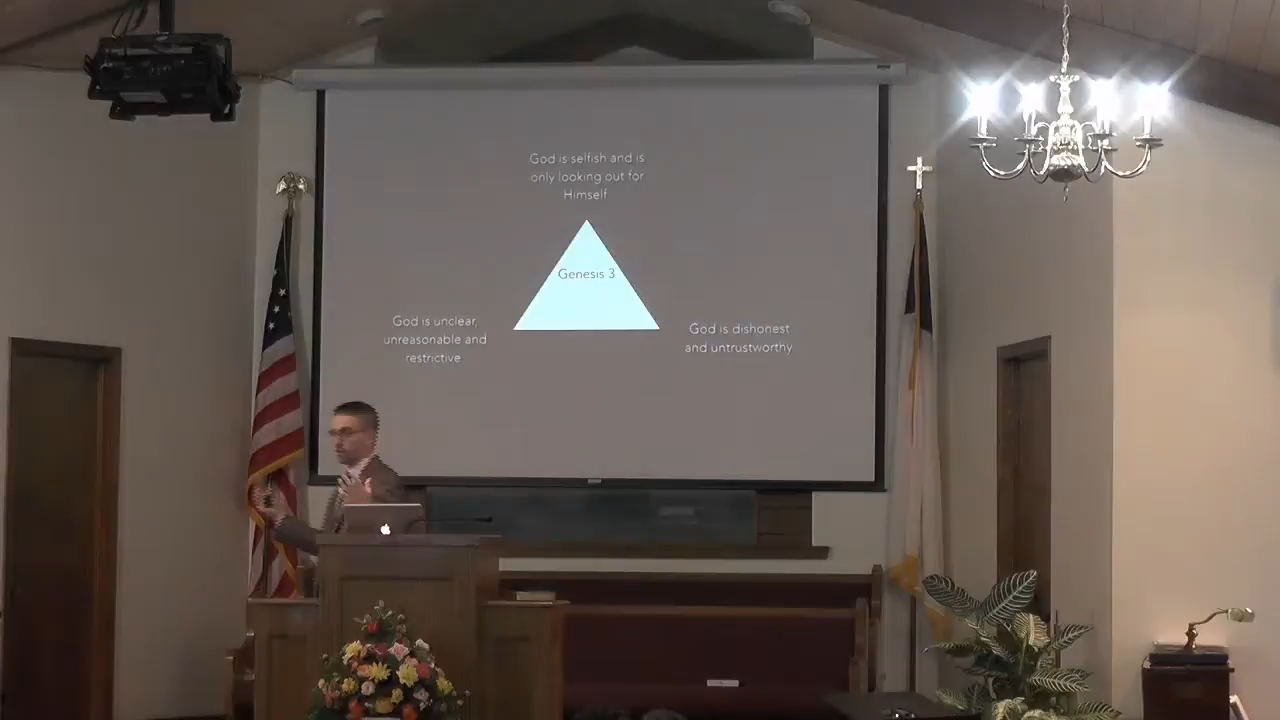 God is selfish and is
only looking out for
Himself
Genesis 3
God is unclear,
unreasonable and
restrictive
God is dishonest
and untrustworthy